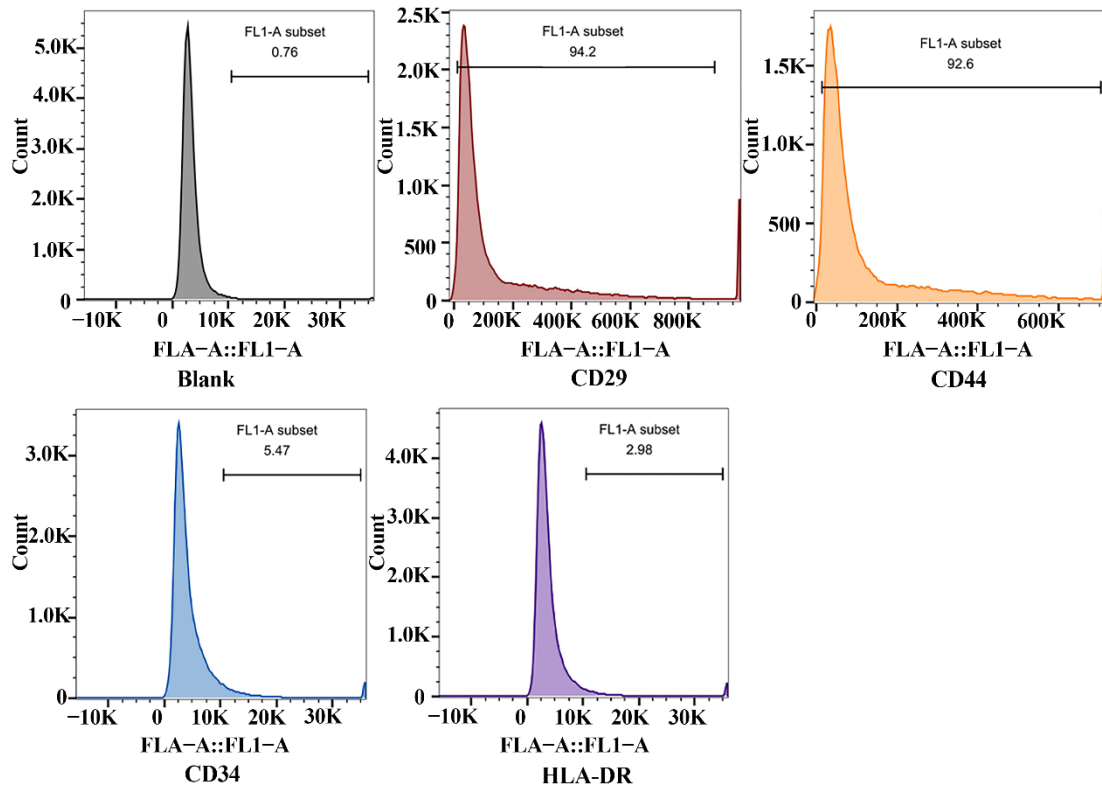 FL1-A subset
0.76
5.0K
4.0K
3.0K
2.0K
1.0K
0
Count
−10K 0 10K 20K 30K
FLA−A::FL1−A
Blank
FL1-A subset
94.2
2.5K
2.0K
1.5K
1.0K
500
0
Count
0 200K 400K 600K 800K
FLA−A::FL1−A
CD29
FL1-A subset
92.6
1.5K
1.0K
500
0
Count
0 200K 400K 600K
FLA−A::FL1−A
CD44
FL1-A subset
5.47
3.0K
2.0K
1.0K
0
Count
−10K 0 10K 20K 30K
FLA−A::FL1−A
CD34
FL1-A subset
2.98
4.0K
3.0K
2.0K
1.0K
0
Count
−10K 0 10K 20K 30K
FLA−A::FL1−A
HLA-DR